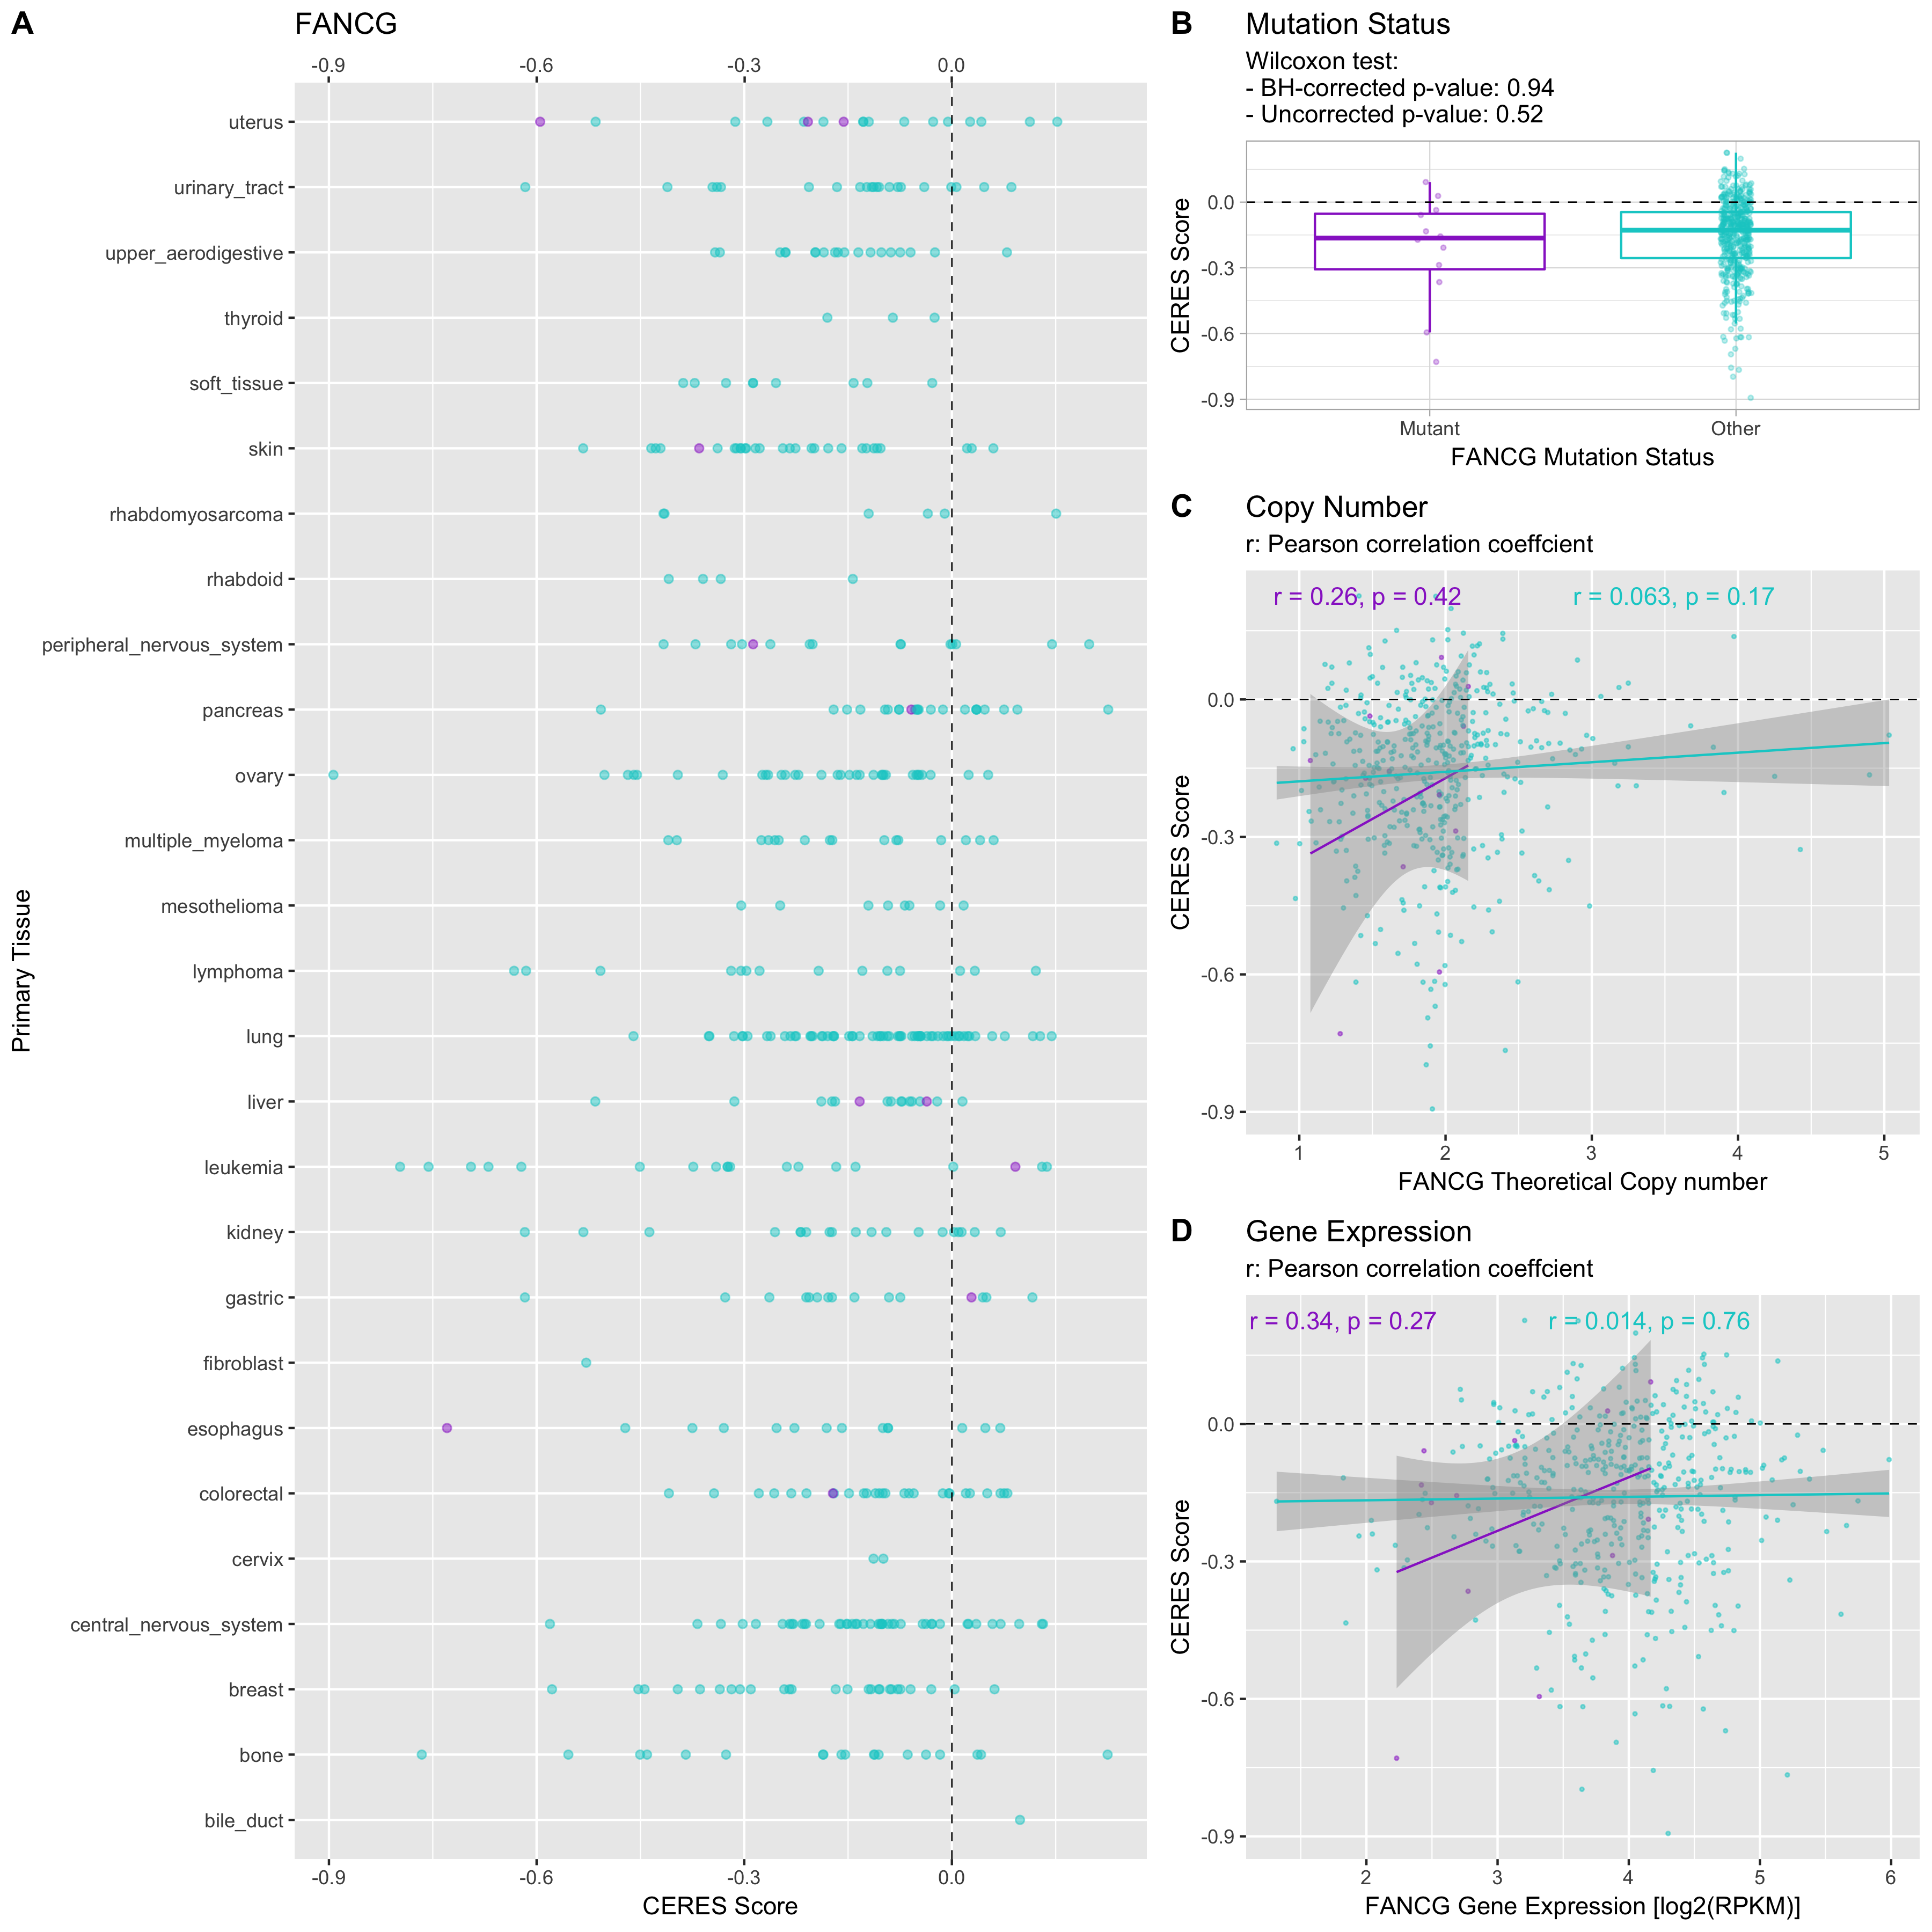 A
FANCG
-0.9 -0.6 -0.3 0.0
uterus
urinary_tract
upper_aerodigestive
thyroid
soft_tissue
skin
rhabdomyosarcoma
rhabdoid
peripheral_nervous_system
pancreas
ovary
multiple_myeloma
mesothelioma
lymphoma
lung
liver
leukemia
kidney
gastric
fibroblast
esophagus
colorectal
cervix
central_nervous_system
breast
bone
bile_duct
Primary Tissue
-0.9 -0.6 -0.3 0.0
CERES Score
B
Mutation Status
Wilcoxon test:
- BH-corrected p-value: 0.94
- Uncorrected p-value: 0.52
0.0
-0.3
-0.6
-0.9
CERES Score
Mutant Other
FANCG Mutation Status
C
Copy Number
r: Pearson correlation coeffcient
r = 0.26, p = 0.42 r = 0.063, p = 0.17
0.0
-0.3
-0.6
-0.9
CERES Score
1 2 3 4 5
FANCG Theoretical Copy number
D
Gene Expression
r: Pearson correlation coeffcient
r = 0.34, p = 0.27 r = 0.014, p = 0.76
0.0
-0.3
-0.6
-0.9
CERES Score
2 3 4 5 6
FANCG Gene Expression [log2(RPKM)]